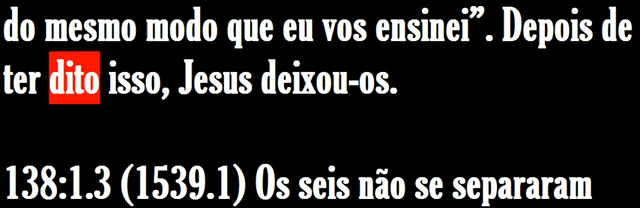 do mesmo modo que eu vos ensinei”. Depois de
ter dito isso, Jesus deixou-os.
138:1.3 (1539.1) Os seis não se separaram